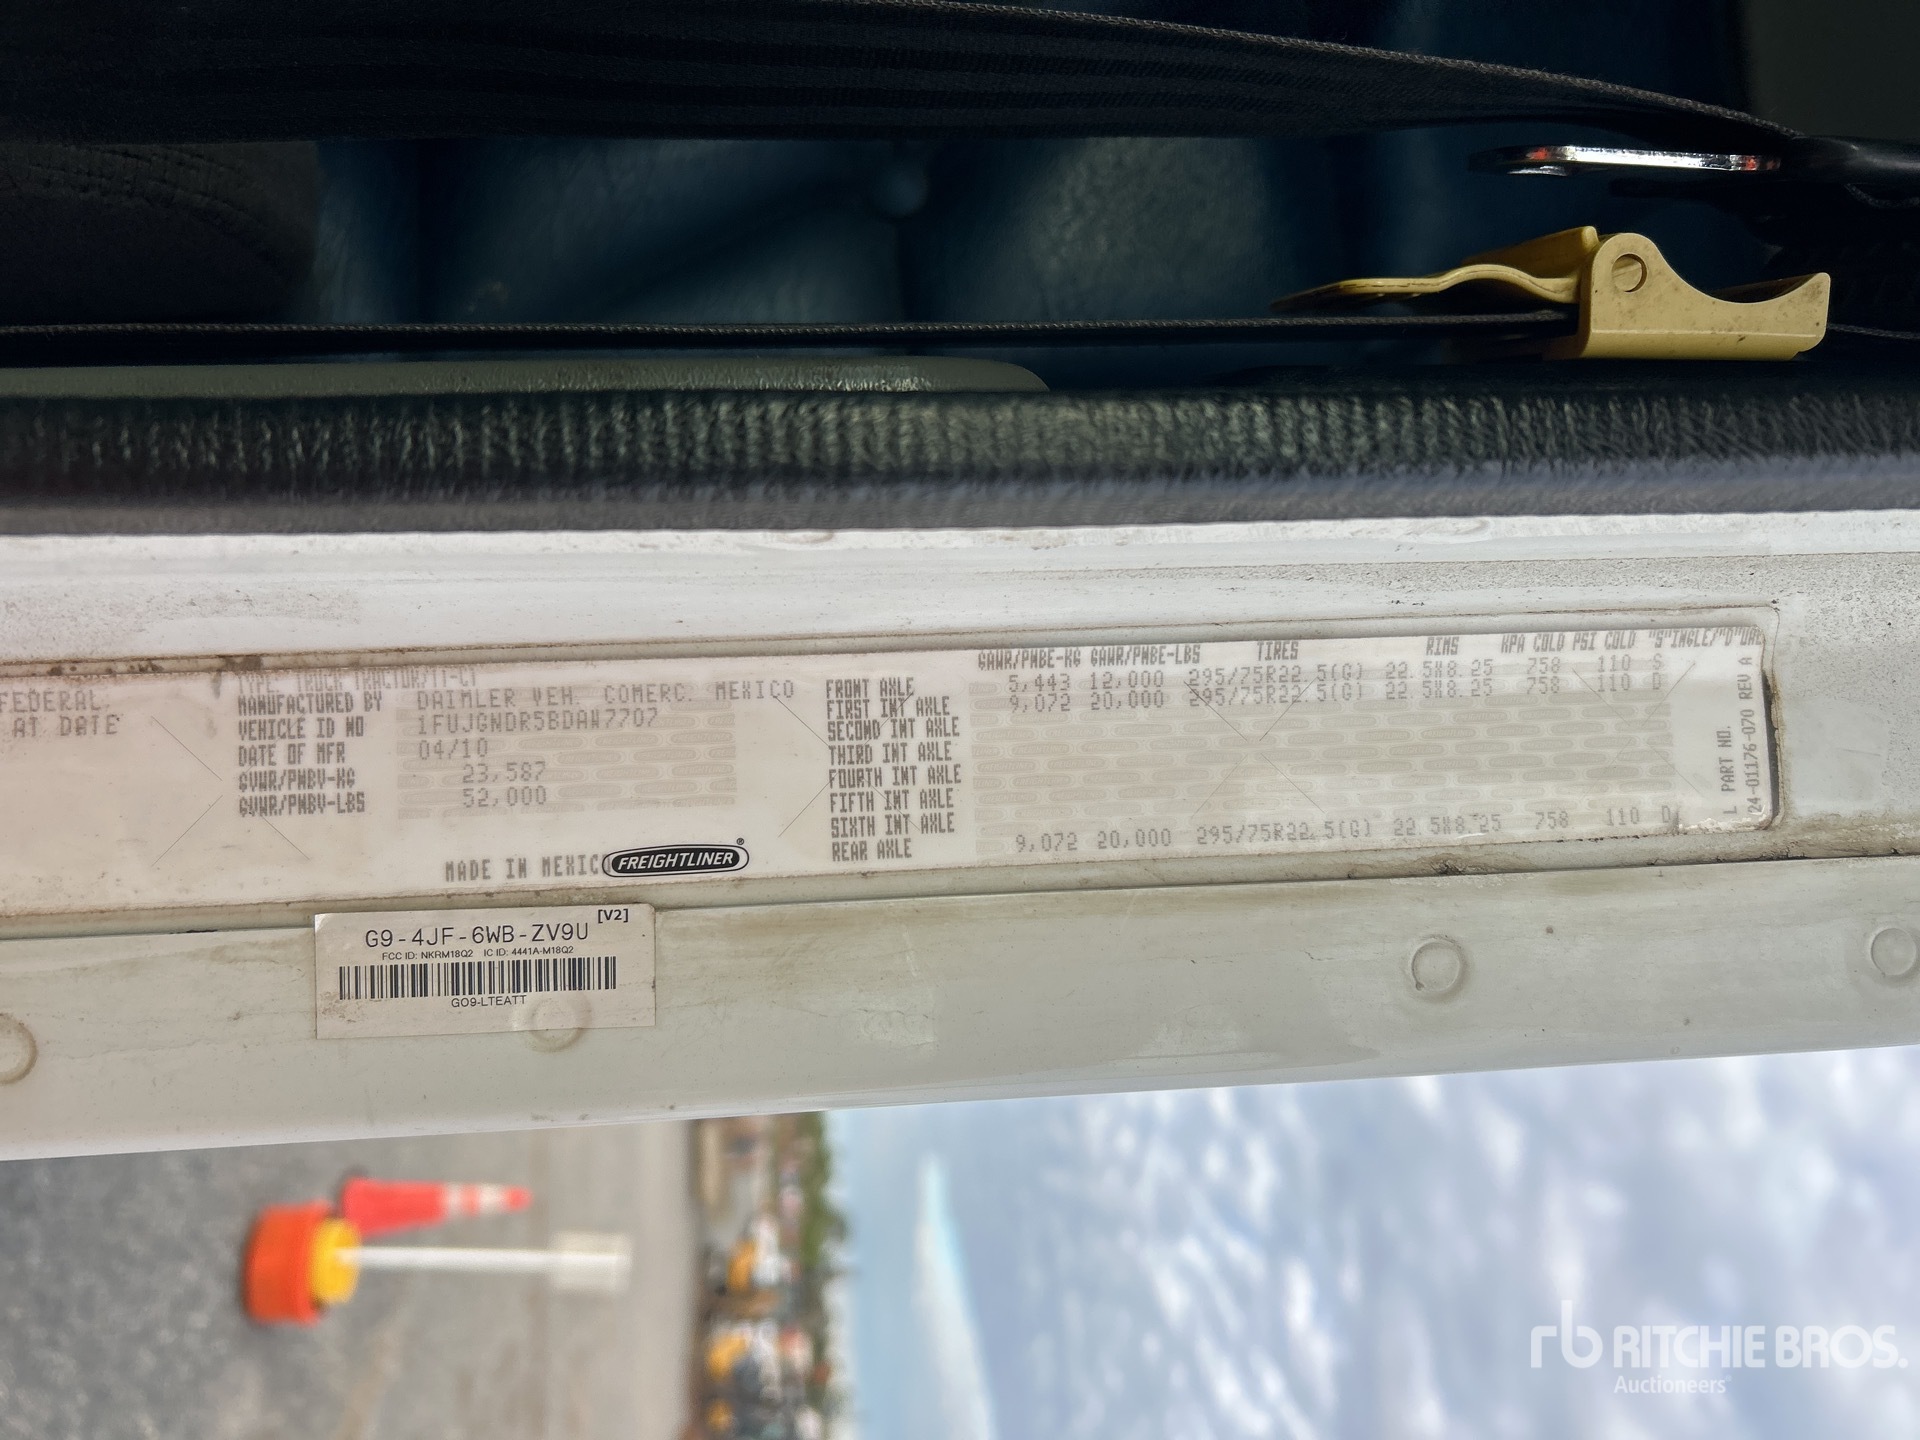 FEDERAL
AT DATE
TYPE: TRUCK TRACTOR/TT-CT
MANUFACTURED BY DAIMLER VEH. COMERC. MEXICO
VEHICLE ID NO 1FUJGNDR5BDAW7707
DATE OF MFR 04/10
GVWR/PNBV-KG 23,587
GVWR/PNBV-LBS 52,000
MADE IN MEXICO
FREIGHTLINER®
GAWR/PMBE-KG GAWR/PMBE-LBS TIRES RIMS KPA COLD PSI COLD "S"INGLE/"D"UAL
FRONT AXLE 5,443 12,000 295/75R22.5(G) 22.5X8.25 758 110 S
FIRST INT AXLE 9,072 20,000 295/75R22.5(G) 22.5X8.25 758 110 D
SECOND INT AXLE
THIRD INT AXLE
FOURTH INT AXLE
FIFTH INT AXLE
SIXTH INT AXLE
REAR AXLE 9,072 20,000 295/75R22.5(G) 22.5X8.25 758 110 D
L PART NO.
24-01176-070 REV A
[V2]
G9-4JF-6WB-ZV9U
FCC ID: NKRM18Q2 IC ID: 4441A-M18Q2
GO9-LTEATT
rb RITCHIE BROS.
Auctioneers